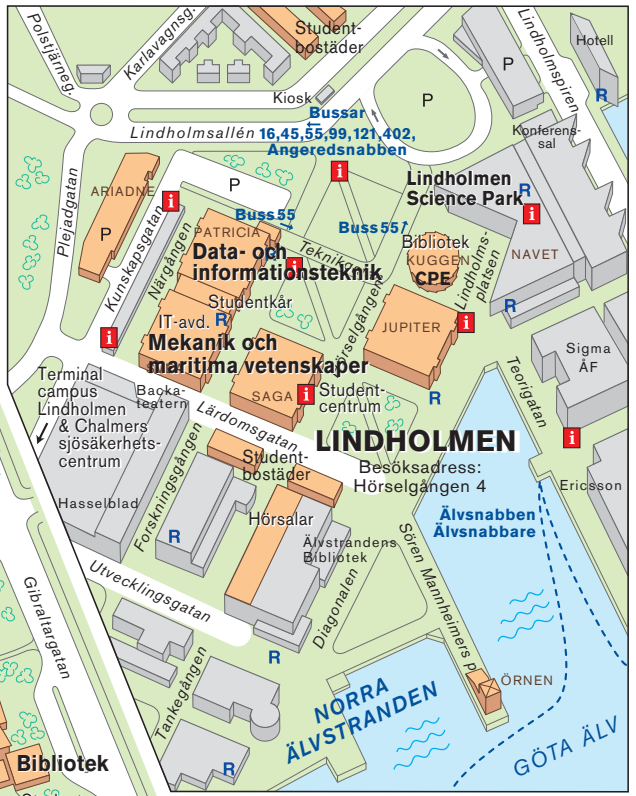 Polstjärneg.
Karlavagnsg.
Student-
bostäder
Lindholmspiren
Hotell
R
P
P
Kiosk
Bussar
Lindholmsallén
16,45,55,99,121,402,
Angeredsnabben
Konferens-
sal
i
Lindholmen
Science Park
R
i
Plejadgatan
ARIADNE
P
P
i
Kunskapsgatan
Närgången
Buss 55
Buss 55
PATRICIA
Data- och
informationsteknik
i
Bibliotek
KUGGEN
CPE
Lindholms-
platsen
NAVET
R
Studentkår
IT-avd.
R
Hörselgången
JUPITER
i
Mekanik och
maritima vetenskaper
i
Sigma
ÅF
Teorigatan
Terminal
campus
Lindholmen
& Chalmers
sjösäkerhets-
centrum
Backa-
teatern
SAGA
i
Student-
centrum
R
Lärdomsgatan
LINDHOLMEN
Besöksadress:
Hörselgången 4
i
Ericsson
Student-
bostäder
Forskningsgången
Hasselblad
R
Hörsalar
Älvstrandens
Bibliotek
Älvsnabben
Älvsnabbare
Sören Mannheimers p
Utvecklingsgatan
Diagonalen
R
Gibraltargatan
Tankegången
ÖRNEN
NORRA
ÄLVSTRANDEN
GÖTA ÄLV
R
Bibliotek